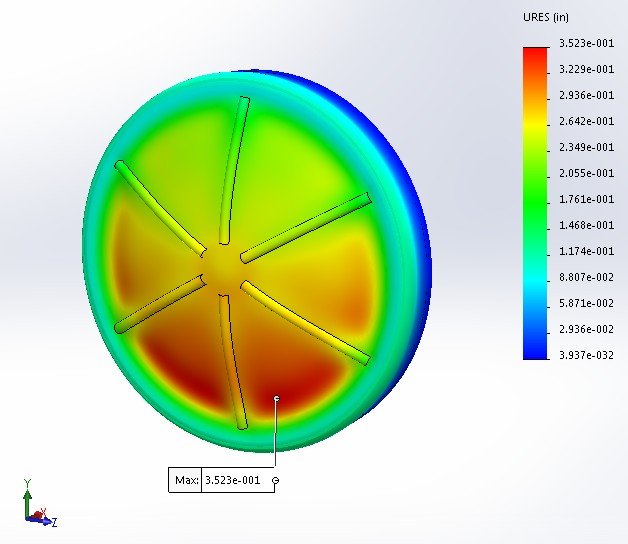 URES (in)
3.523e-001
3.229e-001
2.936e-001
2.642e-001
2.349e-001
2.055e-001
1.761e-001
1.468e-001
1.174e-001
8.807e-002
5.871e-002
2.936e-002
3.937e-032
Max: 3.523e-001
Y
X
Z